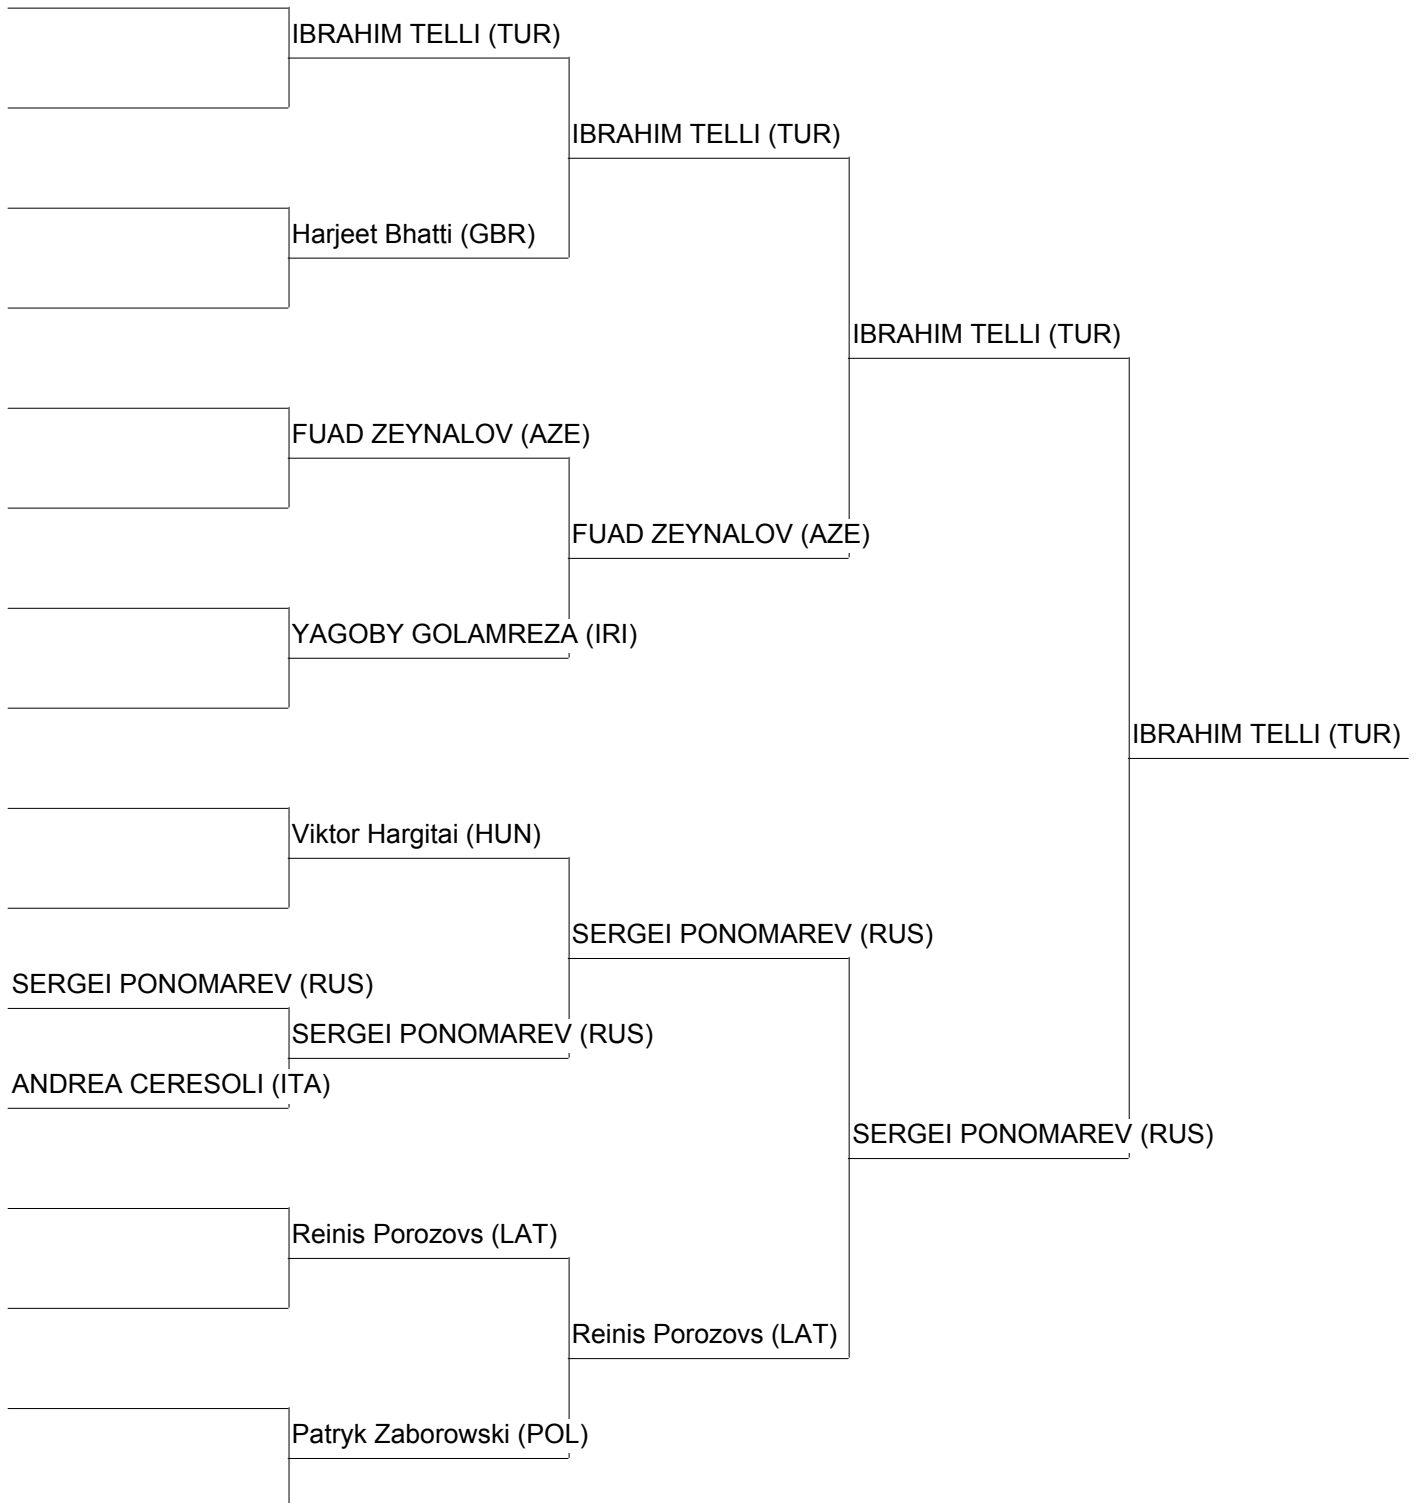 IBRAHIM TELLI (TUR)
IBRAHIM TELLI (TUR)
Harjeet Bhatti (GBR)
IBRAHIM TELLI (TUR)
FUAD ZEYNALOV (AZE)
FUAD ZEYNALOV (AZE)
YAGOBY GOLAMREZA (IRI)
IBRAHIM TELLI (TUR)
Viktor Hargitai (HUN)
SERGEI PONOMAREV (RUS)
SERGEI PONOMAREV (RUS)
SERGEI PONOMAREV (RUS)
ANDREA CERESOLI (ITA)
SERGEI PONOMAREV (RUS)
Reinis Porozovs (LAT)
Reinis Porozovs (LAT)
Patryk Zaborowski (POL)